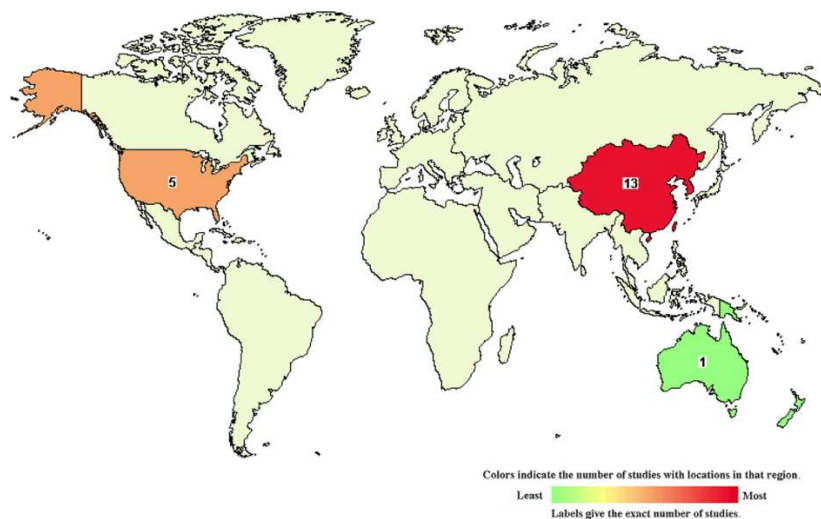 5
13
1
Colors indicate the number of studies with locations in that region.
Least Most
Labels give the exact number of studies.